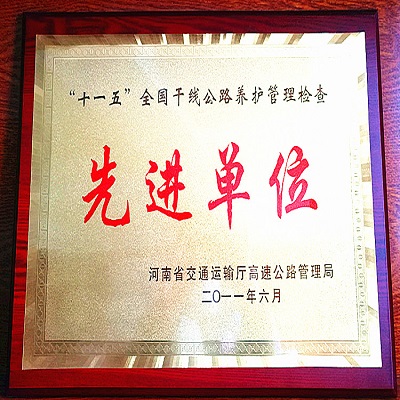 “十一五”全国干线公路养护管理检查
先进单位
河南省交通运输厅高速公路管理局
二〇一一年六月